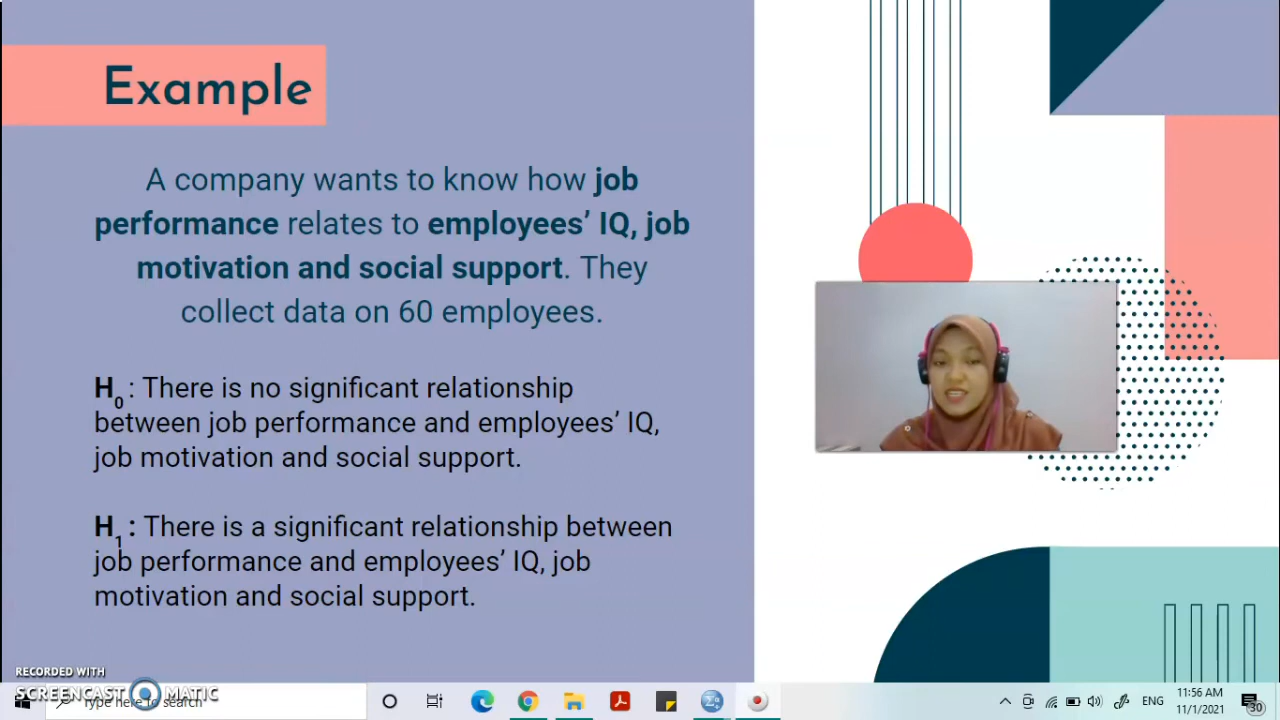 Example
A company wants to know how job
performance relates to employees’ IQ, job
motivation and social support. They
collect data on 60 employees.
H0: There is no significant relationship
between job performance and employees’ IQ,
job motivation and social support.
H1: There is a significant relationship between
job performance and employees’ IQ, job
motivation and social support.
RECORDED WITH
SCREENCAST MATIC
Type here to search
ENG
11:56 AM
11/1/2021
30